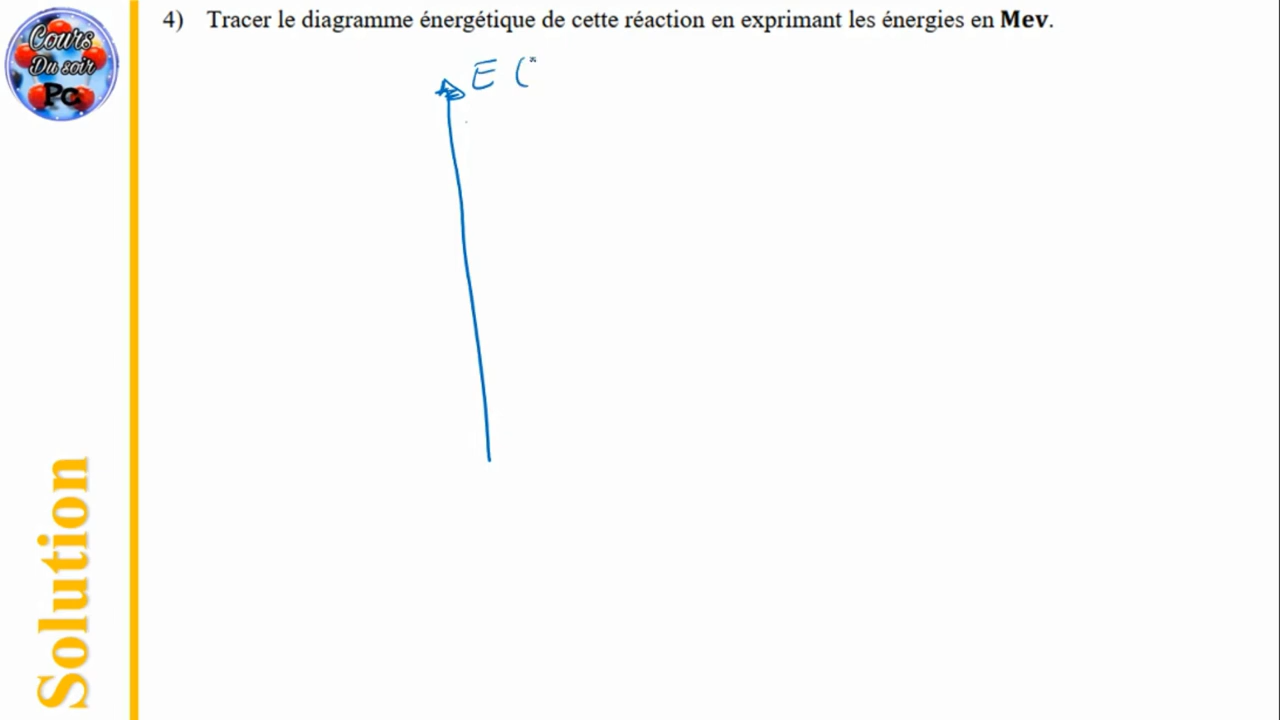 4) Tracer le diagramme énergétique de cette réaction en exprimant les énergies en Mev.
Cours
Du soir
PC
E (
Solution